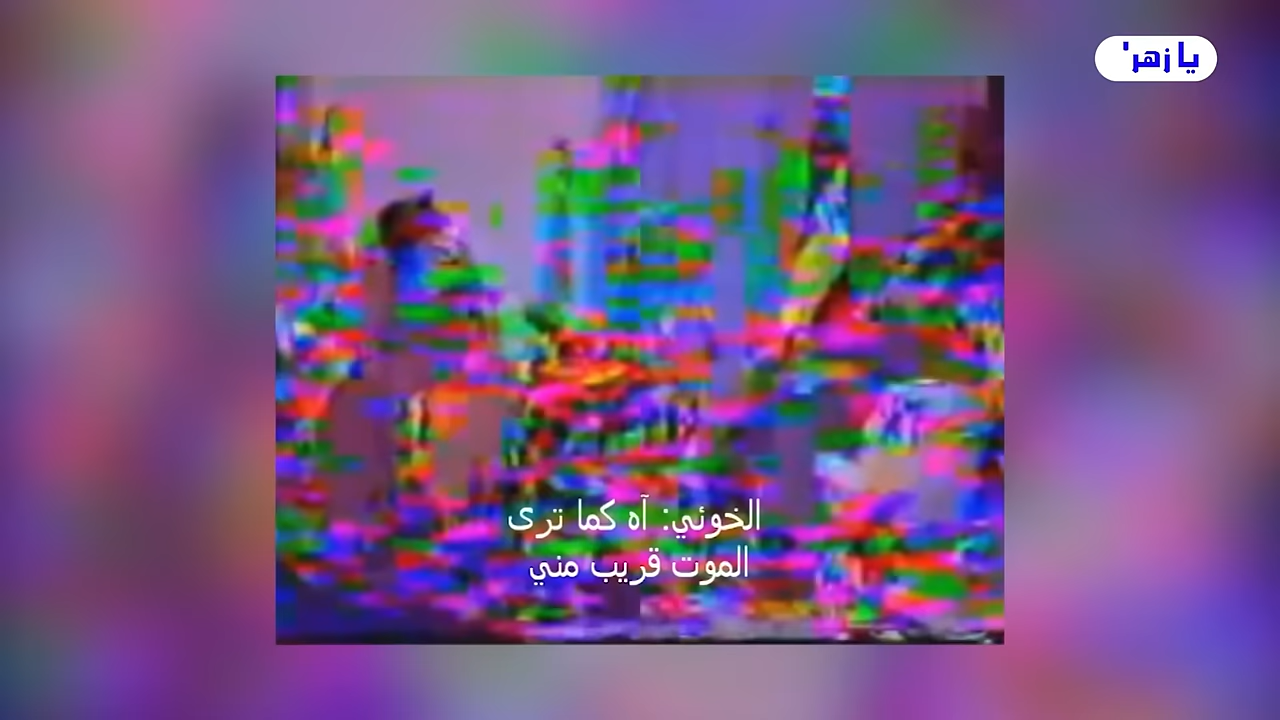 يا زهر'
الخوئي: آه كما ترى
الموت قريب مني